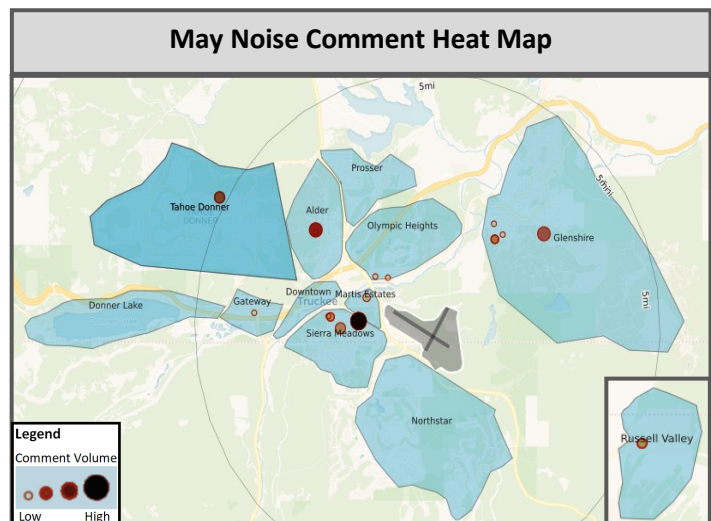 May Noise Comment Heat Map
5mi
Prosser
Tahoe Donner
DONNER
Alder
Olympic Heights
5mi
Glenshire
5mi
Donner Lake
Gateway
Downtown
Martis Estates
Truckee
Sierra Meadows
Northstar
Russell Valley
Legend
Comment Volume
Low High